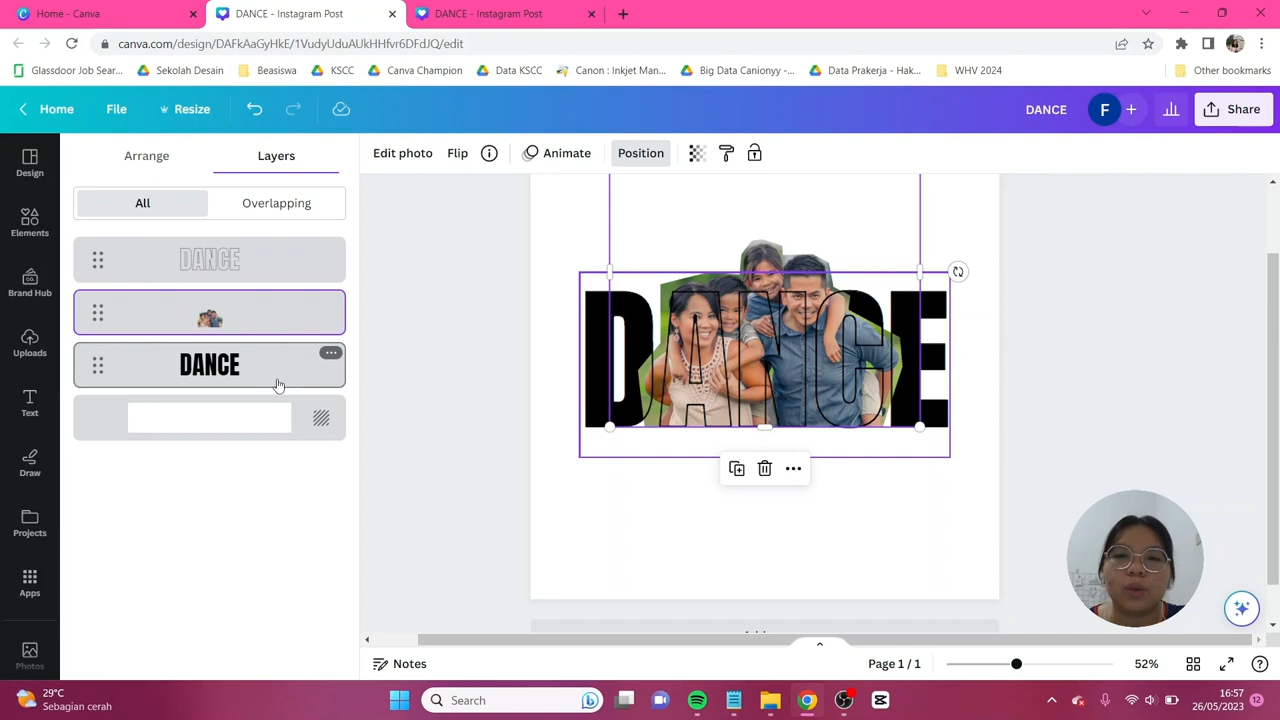 Home - Canva
DANCE - Instagram Post
DANCE - Instagram Post
canva.com/design/DAFkAaGyHkE/1VudyUduAUkHHfvr6DFdJQ/edit
Glassdoor Job Sear...
Sekolah Desain
Beasiswa
KSCC
Canva Champion
Data KSCC
Canon : Inkjet Man...
Big Data Canionyy -...
Data Prakerja - Hak...
WHV 2024
Other bookmarks
Home
File
Resize
DANCE
F
Share
Arrange
Layers
Edit photo
Flip
Animate
Position
All
Overlapping
DANCE
DANCE
DANCE
Design
Elements
Brand Hub
Uploads
Text
Draw
Projects
Apps
Photos
Notes
Page 1 / 1
52%
29°C
Sebagian cerah
Search
16:57
26/05/2023
12